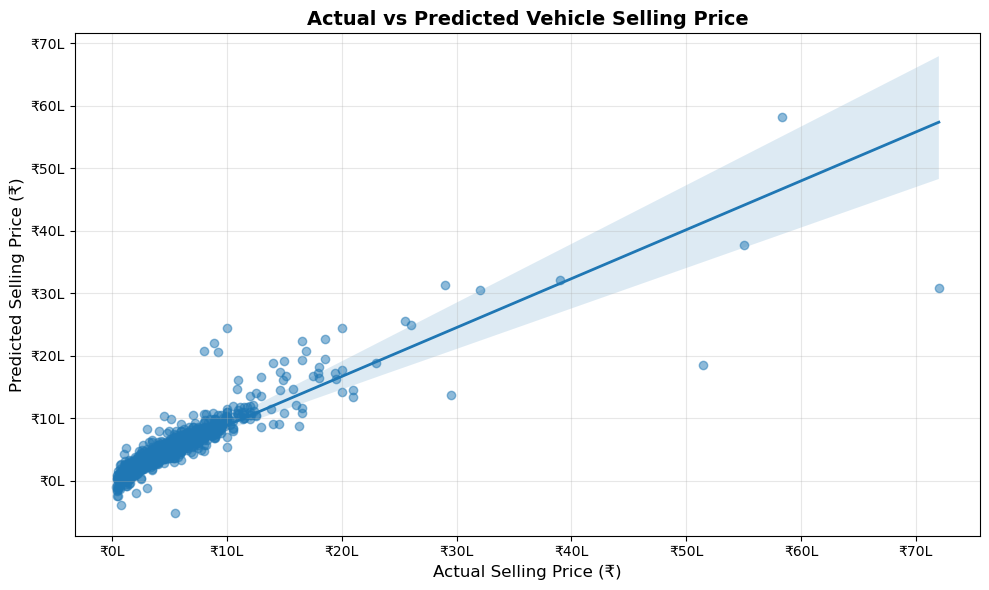 Actual vs Predicted Vehicle Selling Price
Predicted Selling Price (₹)
₹70L
₹60L
₹50L
₹40L
₹30L
₹20L
₹10L
₹0L
₹0L ₹10L ₹20L ₹30L ₹40L ₹50L ₹60L ₹70L
Actual Selling Price (₹)